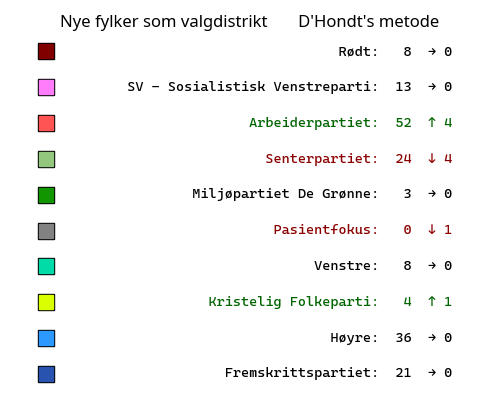 Nye fylker som valgdistrikt D'Hondt's metode
Rødt: 8 → 0
SV - Sosialistisk Venstreparti: 13 → 0
Arbeiderpartiet: 52 ↑ 4
Senterpartiet: 24 ↓ 4
Miljøpartiet De Grønne: 3 → 0
Pasientfokus: 0 ↓ 1
Venstre: 8 → 0
Kristelig Folkeparti: 4 ↑ 1
Høyre: 36 → 0
Fremskrittspartiet: 21 → 0